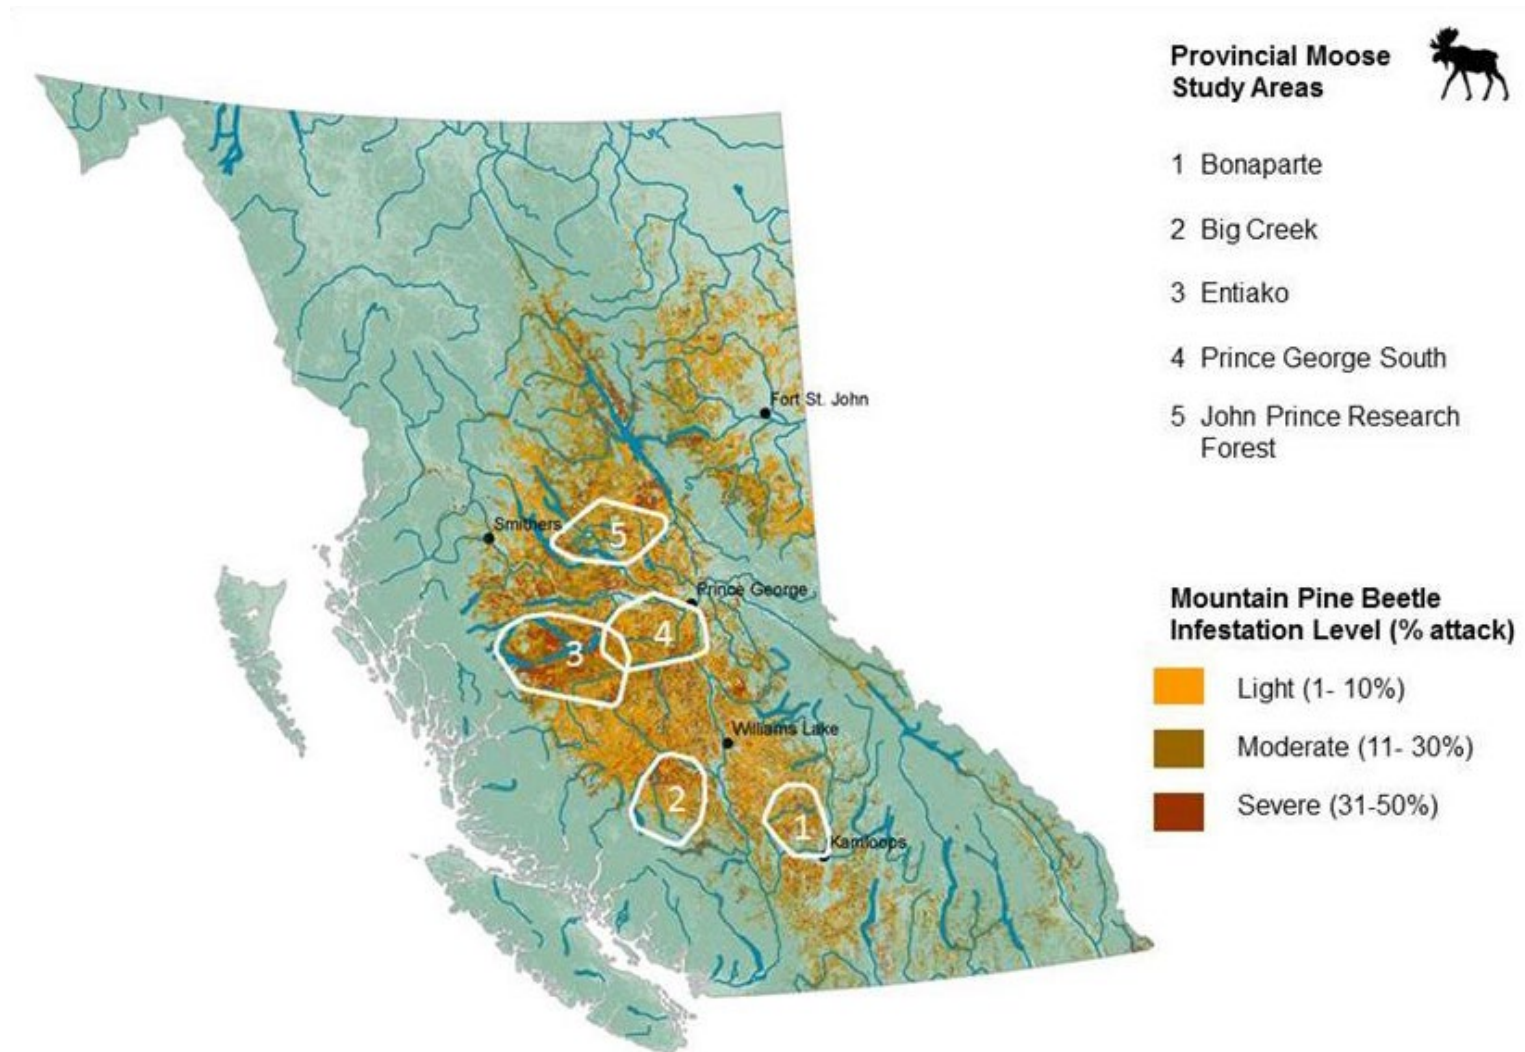 Provincial Moose
Study Areas
1 Bonaparte
2 Big Creek
3 Entiako
4 Prince George South
5 John Prince Research
Forest
Fort St. John
Smithers
5
Prince George
4
3
Williams Lake
2
1
Kamloops
Mountain Pine Beetle
Infestation Level (% attack)
Light (1- 10%)
Moderate (11- 30%)
Severe (31-50%)